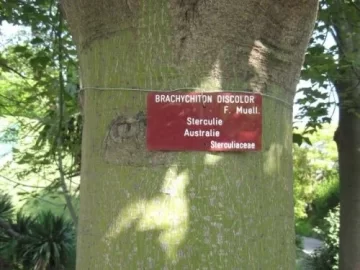 BRACHYCHITON DISCOLOR
F. Muell.
Sterculie
Australie
Sterculiaceae